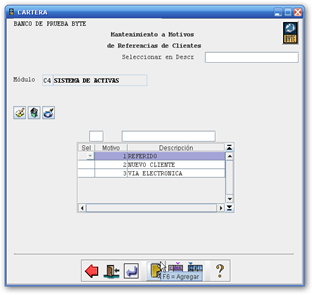 CARTERA
BANCO DE PRUEBA BYTE
Mantenimiento a Motivos
de Referencias de Clientes
Seleccionar en Descr
Módulo C4 SISTEMA DE ACTIVAS
Sel Motivo Descripción
1 REFERIDO
2 NUEVO CLIENTE
3 VIA ELECTRONICA
F6 = Agregar